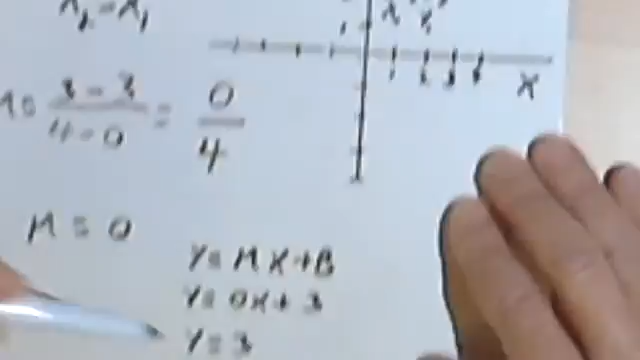 X₂ - X₁
M = 3 - 3 / 4 - 0 = 0 / 4
X
M = 0
Y = MX + B
Y = 0X + 3
Y = 3